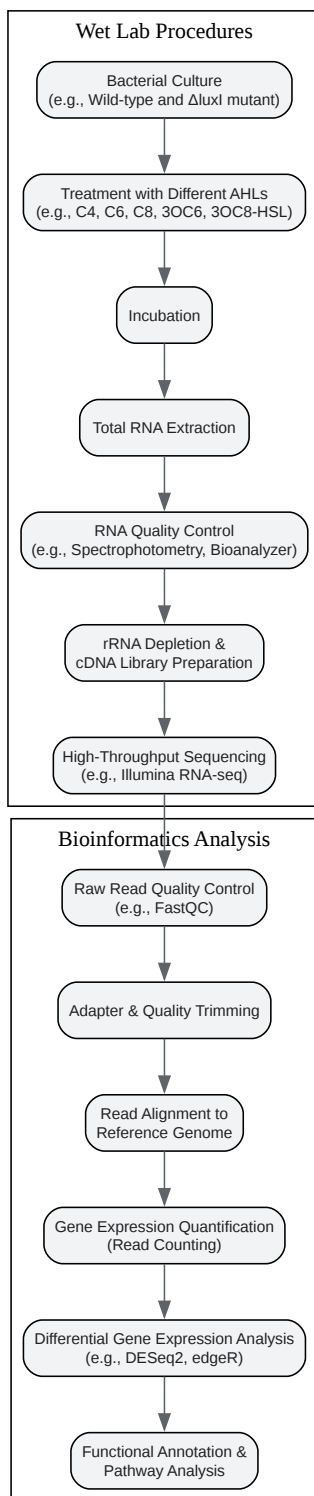 Wet Lab Procedures
Bacterial Culture
(e.g., Wild-type and ΔluxI mutant)
Treatment with Different AHLs
(e.g., C4, C6, C8, 3OC6, 3OC8-HSL)
Incubation
Total RNA Extraction
RNA Quality Control
(e.g., Spectrophotometry, Bioanalyzer)
rRNA Depletion &
cDNA Library Preparation
High-Throughput Sequencing
(e.g., Illumina RNA-seq)
Bioinformatics Analysis
Raw Read Quality Control
(e.g., FastQC)
Adapter & Quality Trimming
Read Alignment to
Reference Genome
Gene Expression Quantification
(Read Counting)
Differential Gene Expression Analysis
(e.g., DESeq2, edgeR)
Functional Annotation &
Pathway Analysis